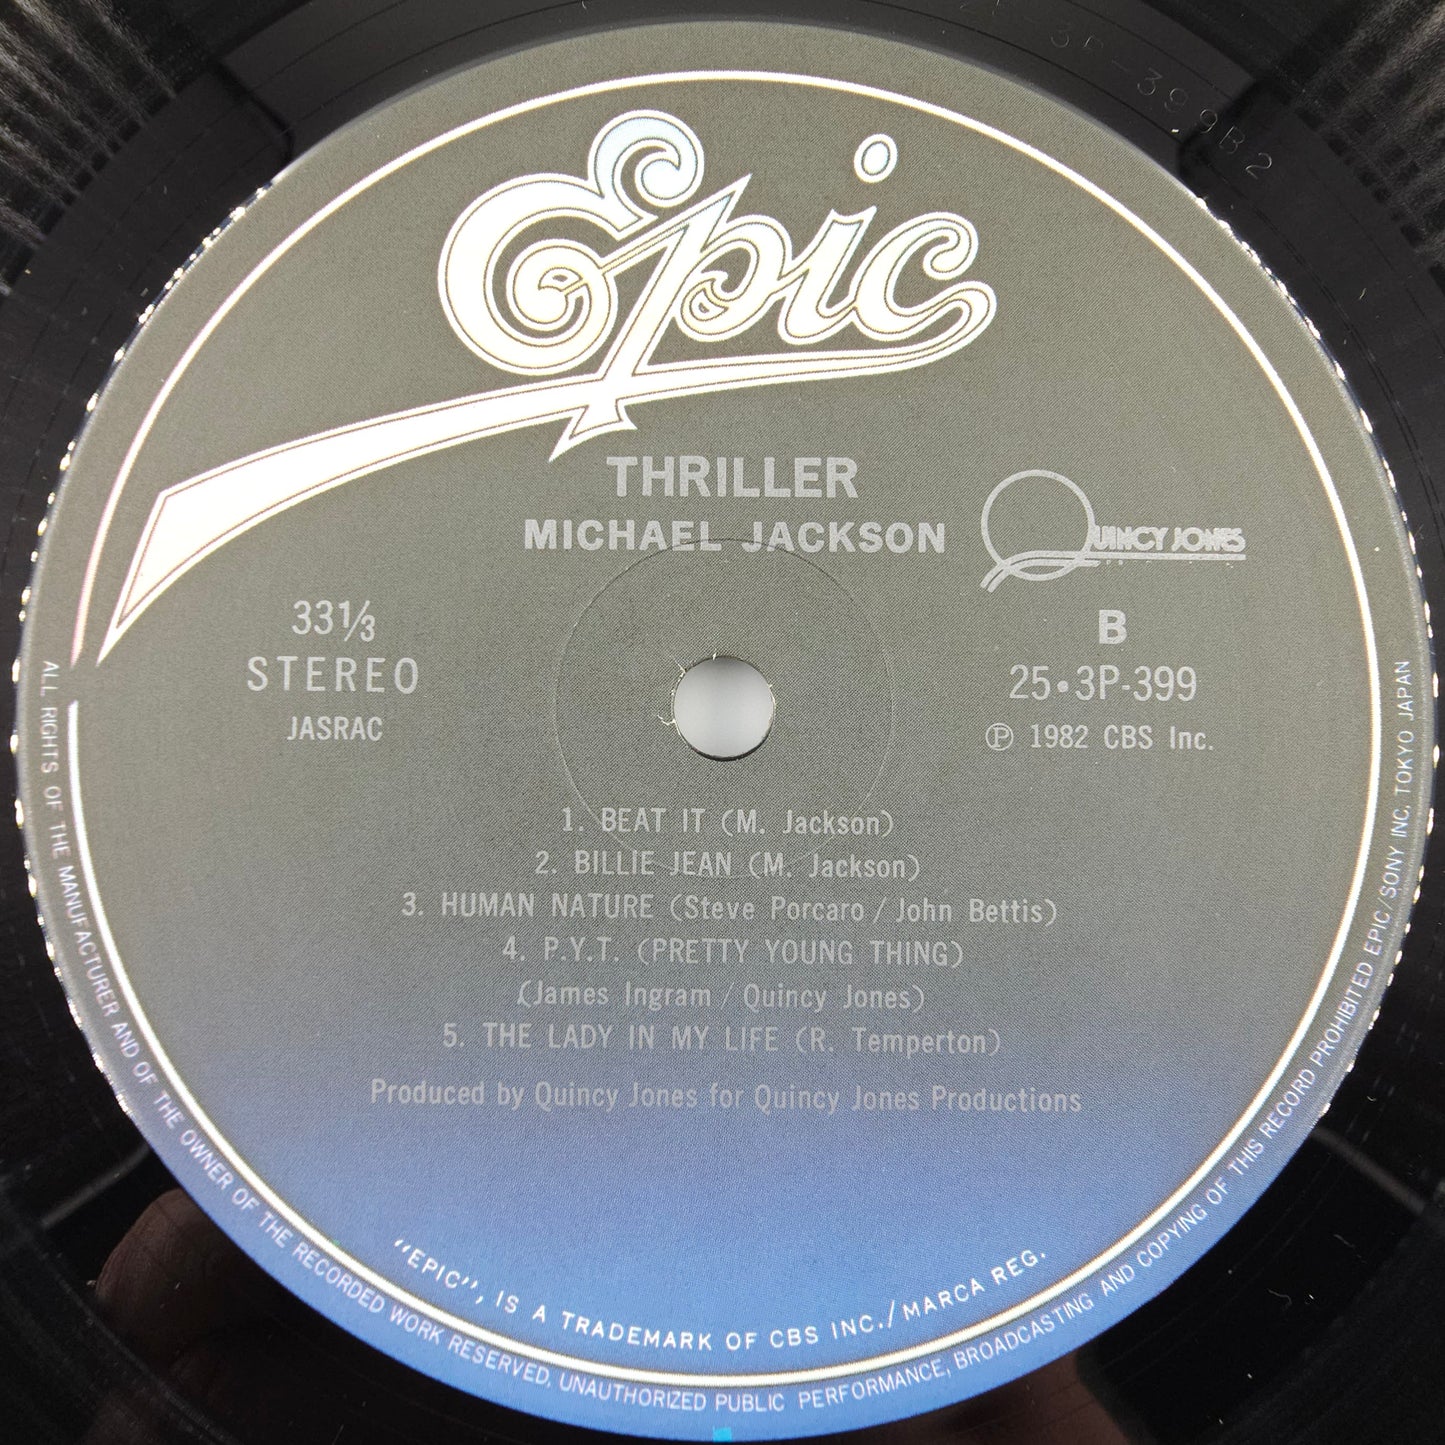 3P-399B2
Epic
THRILLER
MICHAEL JACKSON
QUINCY JONES
33⅓
STEREO
JASRAC
B
25•3P-399
℗ 1982 CBS Inc.
1. BEAT IT (M. Jackson)
2. BILLIE JEAN (M. Jackson)
3. HUMAN NATURE (Steve Porcaro / John Bettis)
4. P.Y.T. (PRETTY YOUNG THING)
(James Ingram / Quincy Jones)
5. THE LADY IN MY LIFE (R. Temperton)
Produced by Quincy Jones for Quincy Jones Productions
"EPIC", IS A TRADEMARK OF CBS INC./MARCA REG.
ALL RIGHTS OF THE MANUFACTURER AND OF THE OWNER OF THE RECORDED WORK RESERVED, UNAUTHORIZED PUBLIC PERFORMANCE, BROADCASTING AND COPYING OF THIS RECORD PROHIBITED EPIC/SONY INC. TOKYO JAPAN